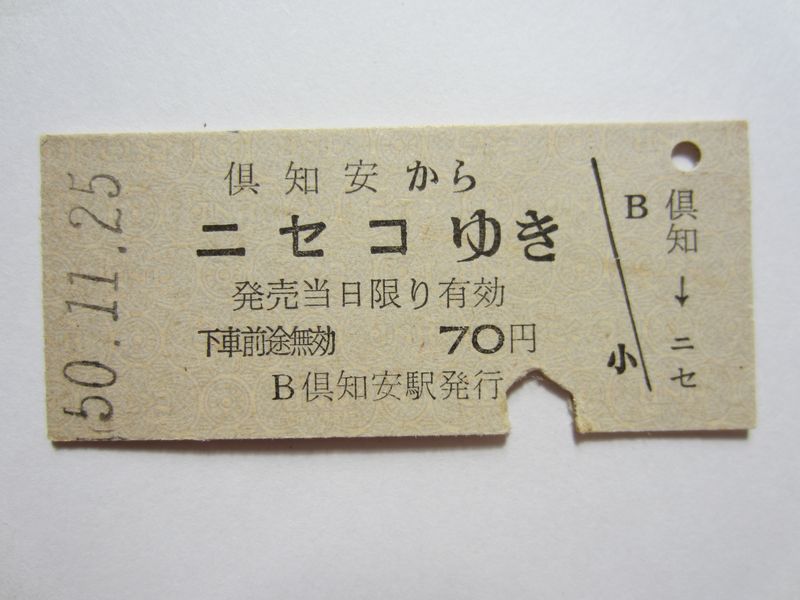 50.11.25
倶知安から
ニセコゆき
発売当日限り有効
下車前途無効 70円
B倶知安駅発行
B
小
倶知→ニセ